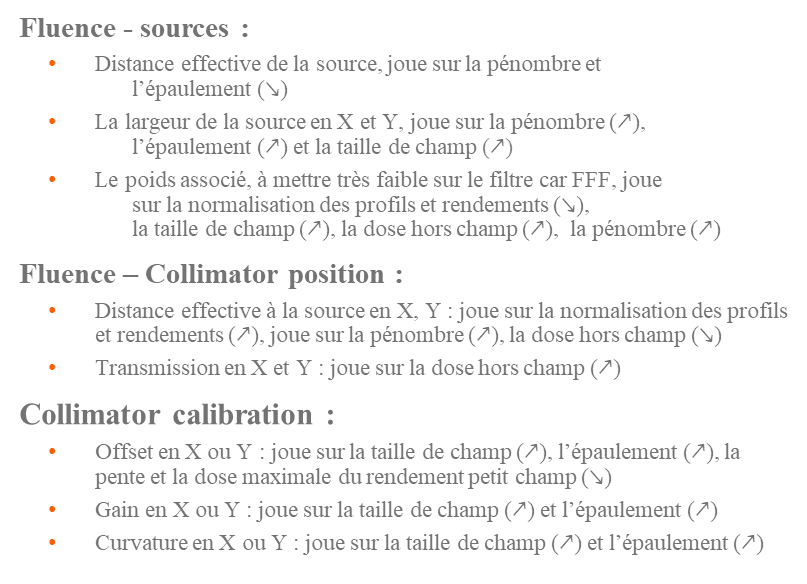 Fluence - sources :
• Distance effective de la source, joue sur la pénombre et
l’épaulement (↘)
• La largeur de la source en X et Y, joue sur la pénombre (↗),
l’épaulement (↗) et la taille de champ (↗)
• Le poids associé, à mettre très faible sur le filtre car FFF, joue
sur la normalisation des profils et rendements (↘),
la taille de champ (↗), la dose hors champ (↗), la pénombre (↗)
Fluence – Collimator position :
• Distance effective à la source en X, Y : joue sur la normalisation des profils
et rendements (↗), joue sur la pénombre (↗), la dose hors champ (↘)
• Transmission en X et Y : joue sur la dose hors champ (↗)
Collimator calibration :
• Offset en X ou Y : joue sur la taille de champ (↗), l’épaulement (↗), la
pente et la dose maximale du rendement petit champ (↘)
• Gain en X ou Y : joue sur la taille de champ (↗) et l’épaulement (↗)
• Curvature en X ou Y : joue sur la taille de champ (↗) et l’épaulement (↗)